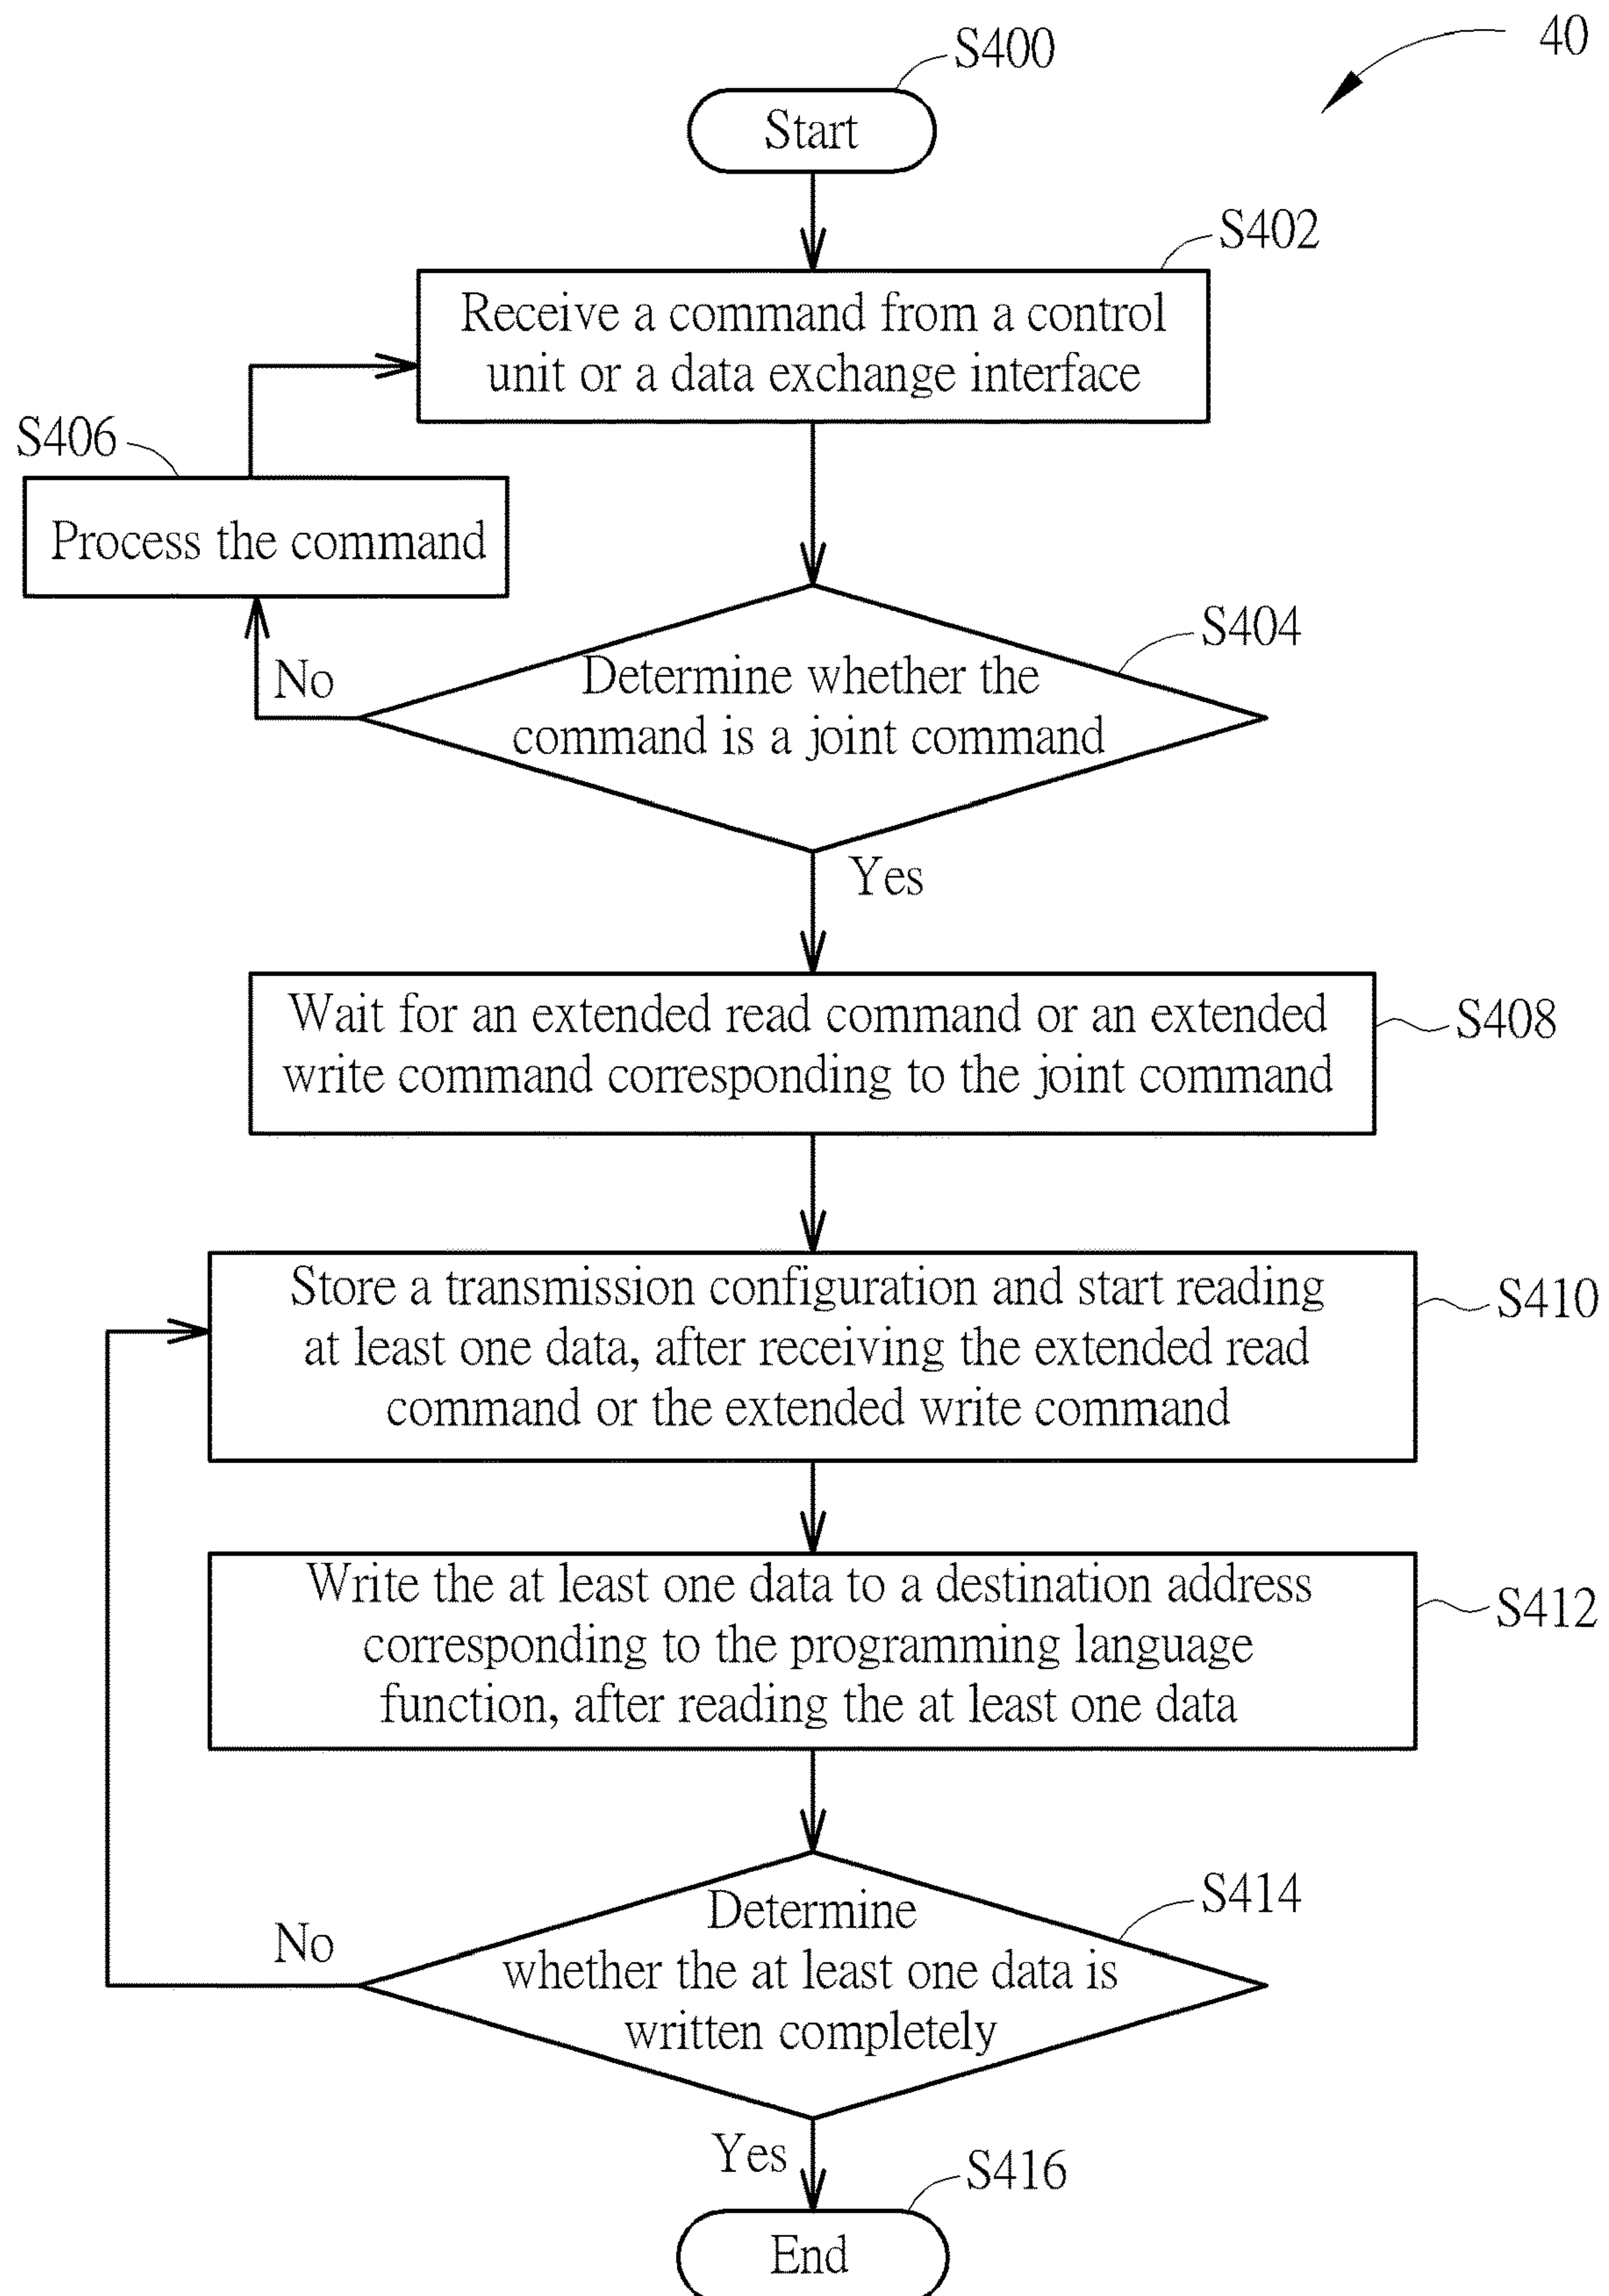 40
S400
Start
S402
Receive a command from a control
unit or a data exchange interface
S406
Process the command
S404
No
Determine whether the
command is a joint command
Yes
Wait for an extended read command or an extended
write command corresponding to the joint command
S408
Store a transmission configuration and start reading
at least one data, after receiving the extended read
command or the extended write command
S410
Write the at least one data to a destination address
corresponding to the programming language
function, after reading the at least one data
S412
S414
No
Determine
whether the at least one data is
written completely
Yes
S416
End